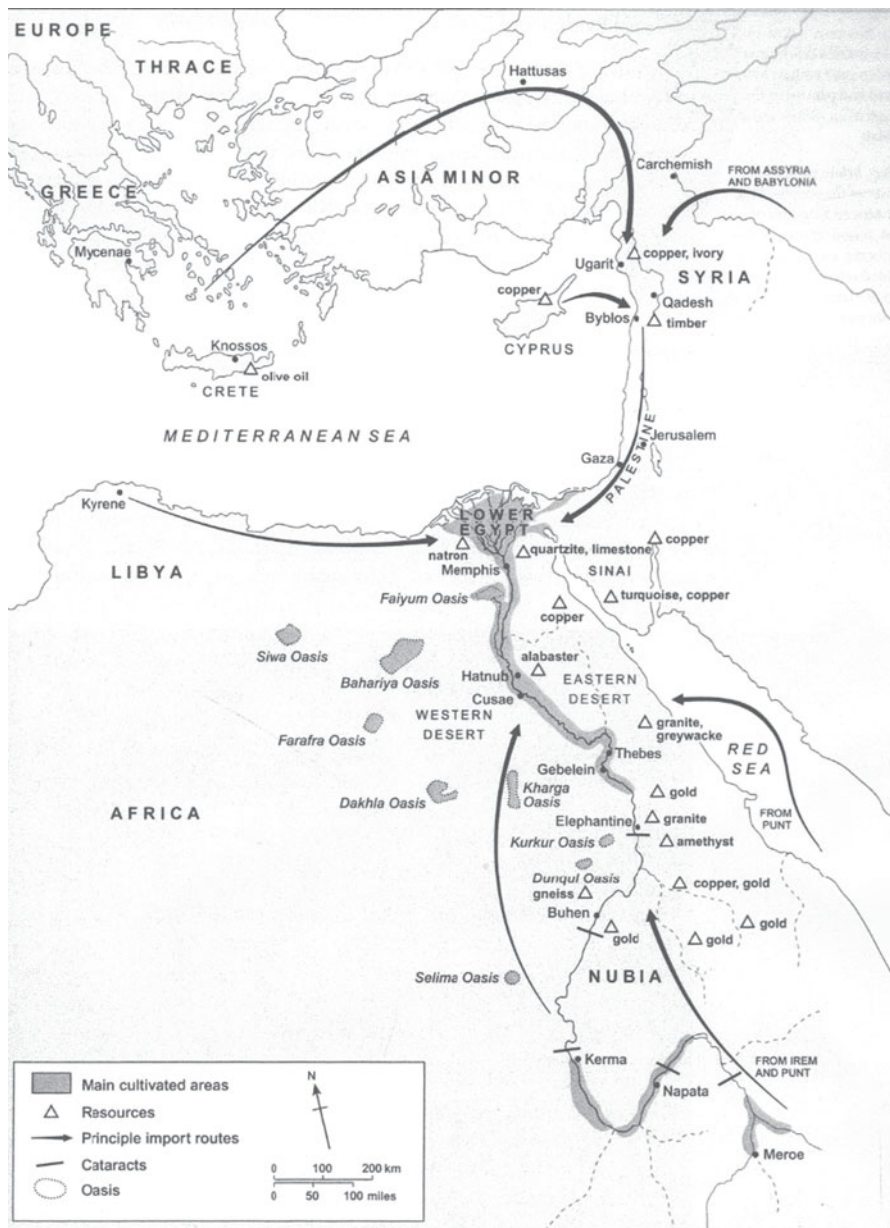 EUROPE
THRACE
Hattusas
Carchemish
FROM ASSYRIA
AND BABYLONIA
ASIA MINOR
GREECE
Mycenae
copper, ivory
Ugarit
SYRIA
copper
Qadesh
Byblos
timber
CYPRUS
Knossos
olive oil
CRETE
MEDITERRANEAN SEA
Jerusalem
PALESTINE
Gaza
Kyrene
LOWER
EGYPT
copper
natron
quartzite, limestone
Memphis
SINAI
LIBYA
Faiyum Oasis
turquoise, copper
copper
Siwa Oasis
alabaster
Bahariya Oasis
Hatnub
EASTERN
DESERT
Cusae
WESTERN
DESERT
granite,
greywacke
Farafra Oasis
Thebes
RED
SEA
Gebelein
Kharga
Oasis
gold
Dakhla Oasis
AFRICA
granite
FROM
PUNT
Elephantine
Kurkur Oasis
amethyst
Dunqul Oasis
gneiss
copper, gold
Buhen
gold
gold
gold
NUBIA
Selima Oasis
Kerma
FROM IREM
AND PUNT
Napata
Meroe
Main cultivated areas
Resources
Principle import routes
Cataracts
Oasis
N
0 100 200 km
0 50 100 miles